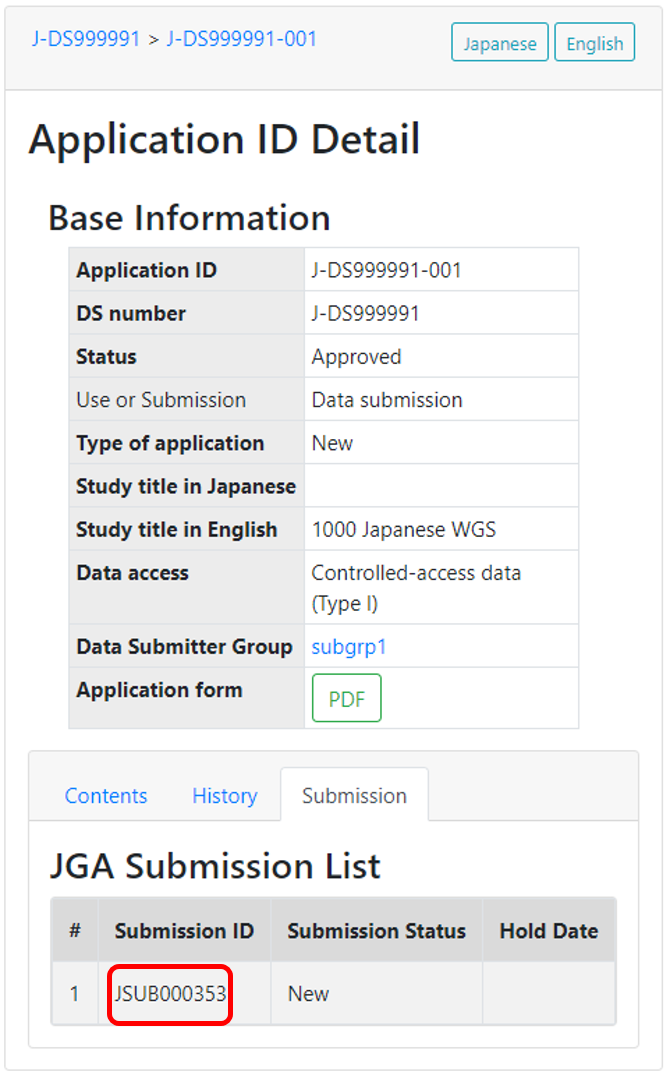 J-DS999991 > J-DS999991-001 Japanese English
Application ID Detail
Base Information
Application ID J-DS999991-001
DS number J-DS999991
Status Approved
Use or Submission Data submission
Type of application New
Study title in Japanese
Study title in English 1000 Japanese WGS
Data access Controlled-access data
(Type I)
Data Submitter Group subgrp1
Application form PDF
Contents History Submission
JGA Submission List
# Submission ID Submission Status Hold Date
1 JSUB000353 New